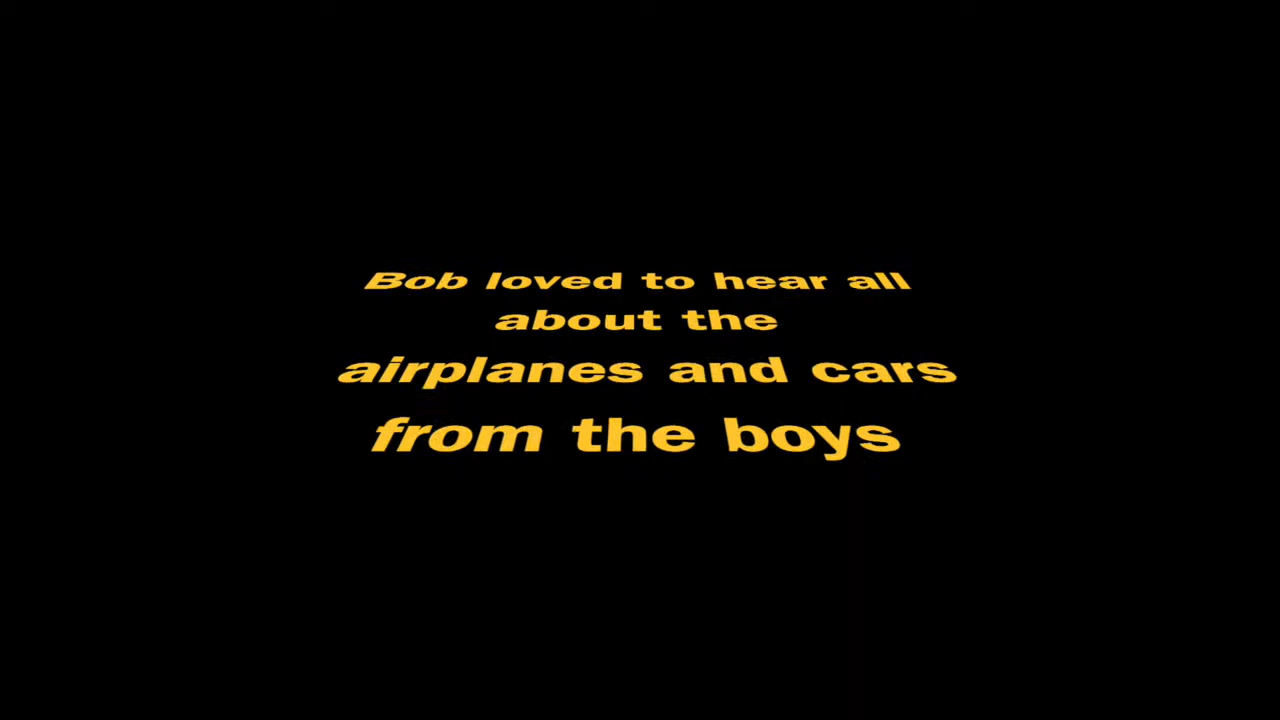 Bob loved to hear all
about the
airplanes and cars
from the boys